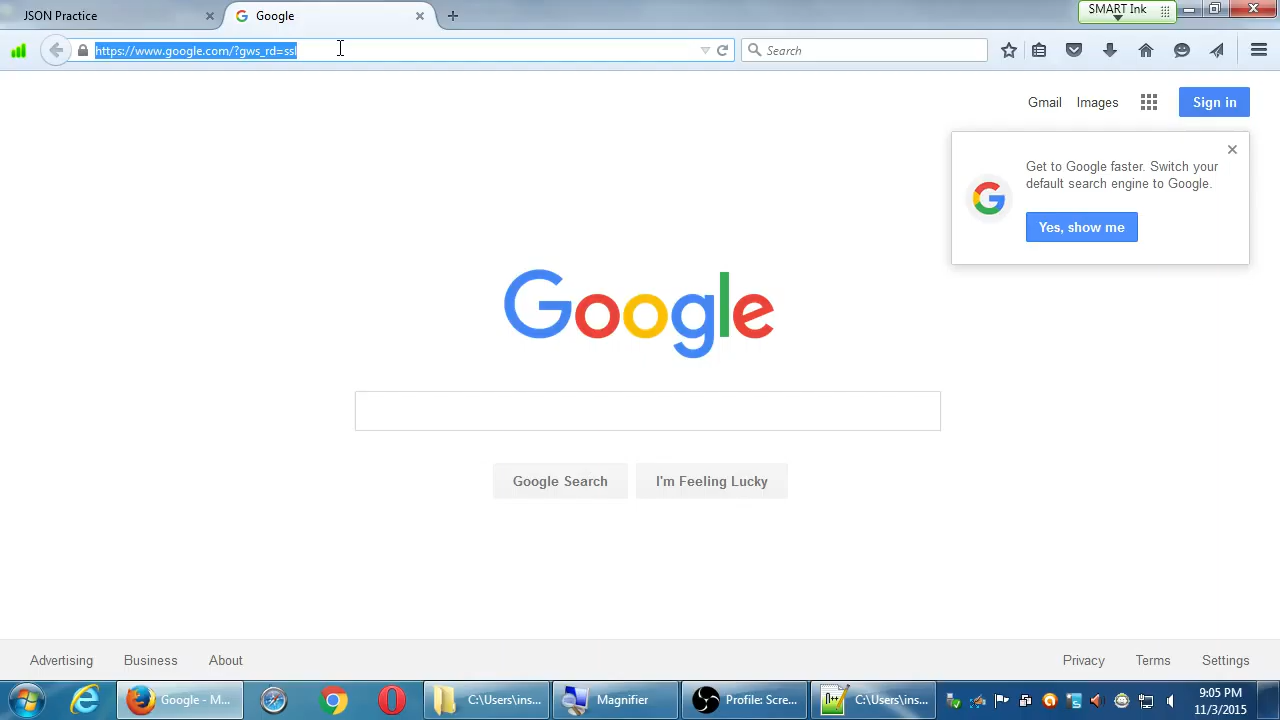 JSON Practice
Google
SMART Ink
https://www.google.com/?gws_rd=ssl
Search
Gmail
Images
Sign in
Get to Google faster. Switch your
default search engine to Google.
Yes, show me
Google
Google Search
I'm Feeling Lucky
Advertising
Business
About
Privacy
Terms
Settings
Google - M...
C:\Users\ins...
Magnifier
Profile: Scre...
C:\Users\ins...
9:05 PM
11/3/2015